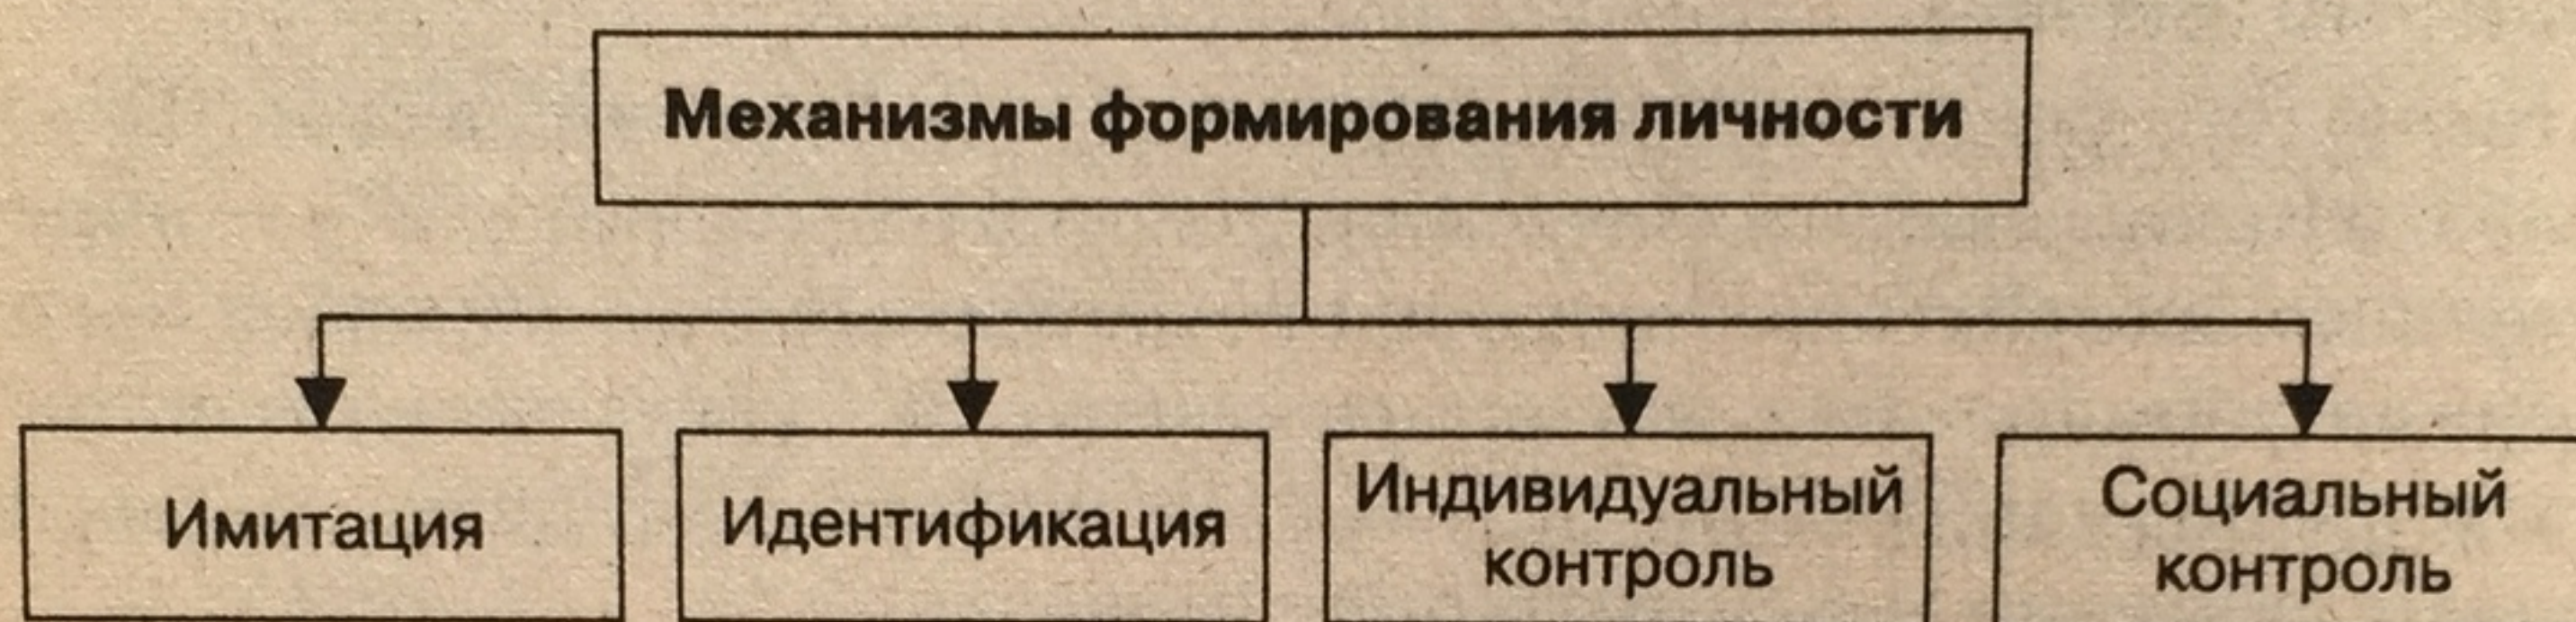 Механизмы формирования личности
Имитация
Идентификация
Индивидуальный
контроль
Социальный
контроль